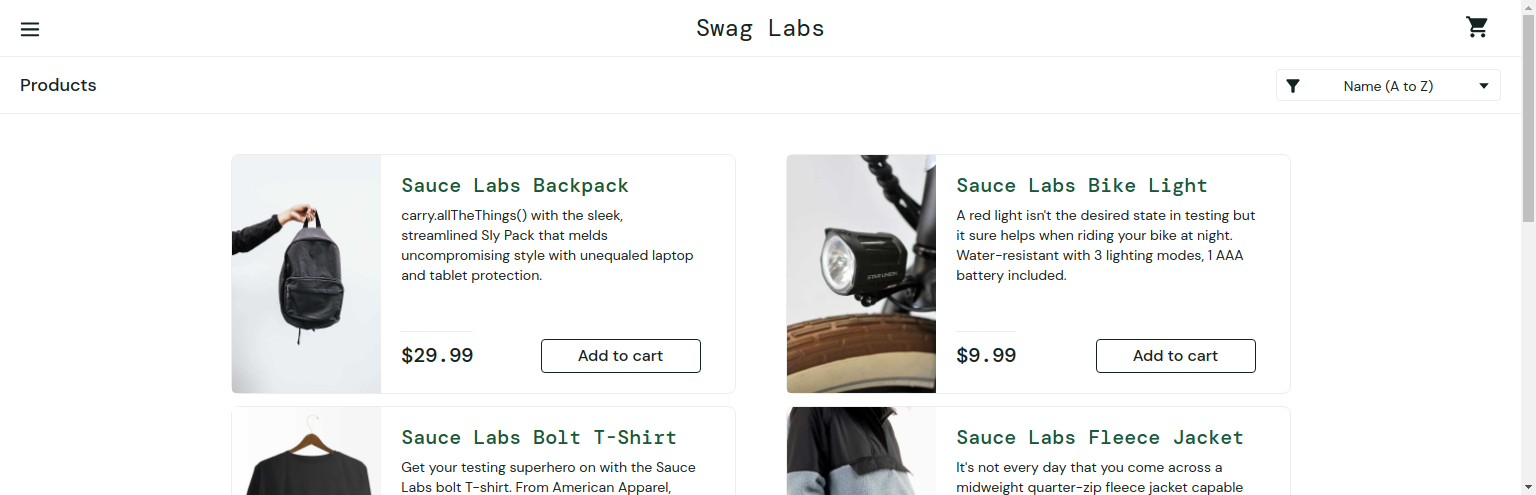 Swag Labs
Products
Name (A to Z)
Sauce Labs Backpack
carry.allTheThings() with the sleek,
streamlined Sly Pack that melds
uncompromising style with unequaled laptop
and tablet protection.
$29.99
Add to cart
Sauce Labs Bike Light
A red light isn't the desired state in testing but
it sure helps when riding your bike at night.
Water-resistant with 3 lighting modes, 1 AAA
battery included.
$9.99
Add to cart
STAR UNION
Sauce Labs Bolt T-Shirt
Get your testing superhero on with the Sauce
Labs bolt T-shirt. From American Apparel,
Sauce Labs Fleece Jacket
It's not every day that you come across a
midweight quarter-zip fleece jacket capable